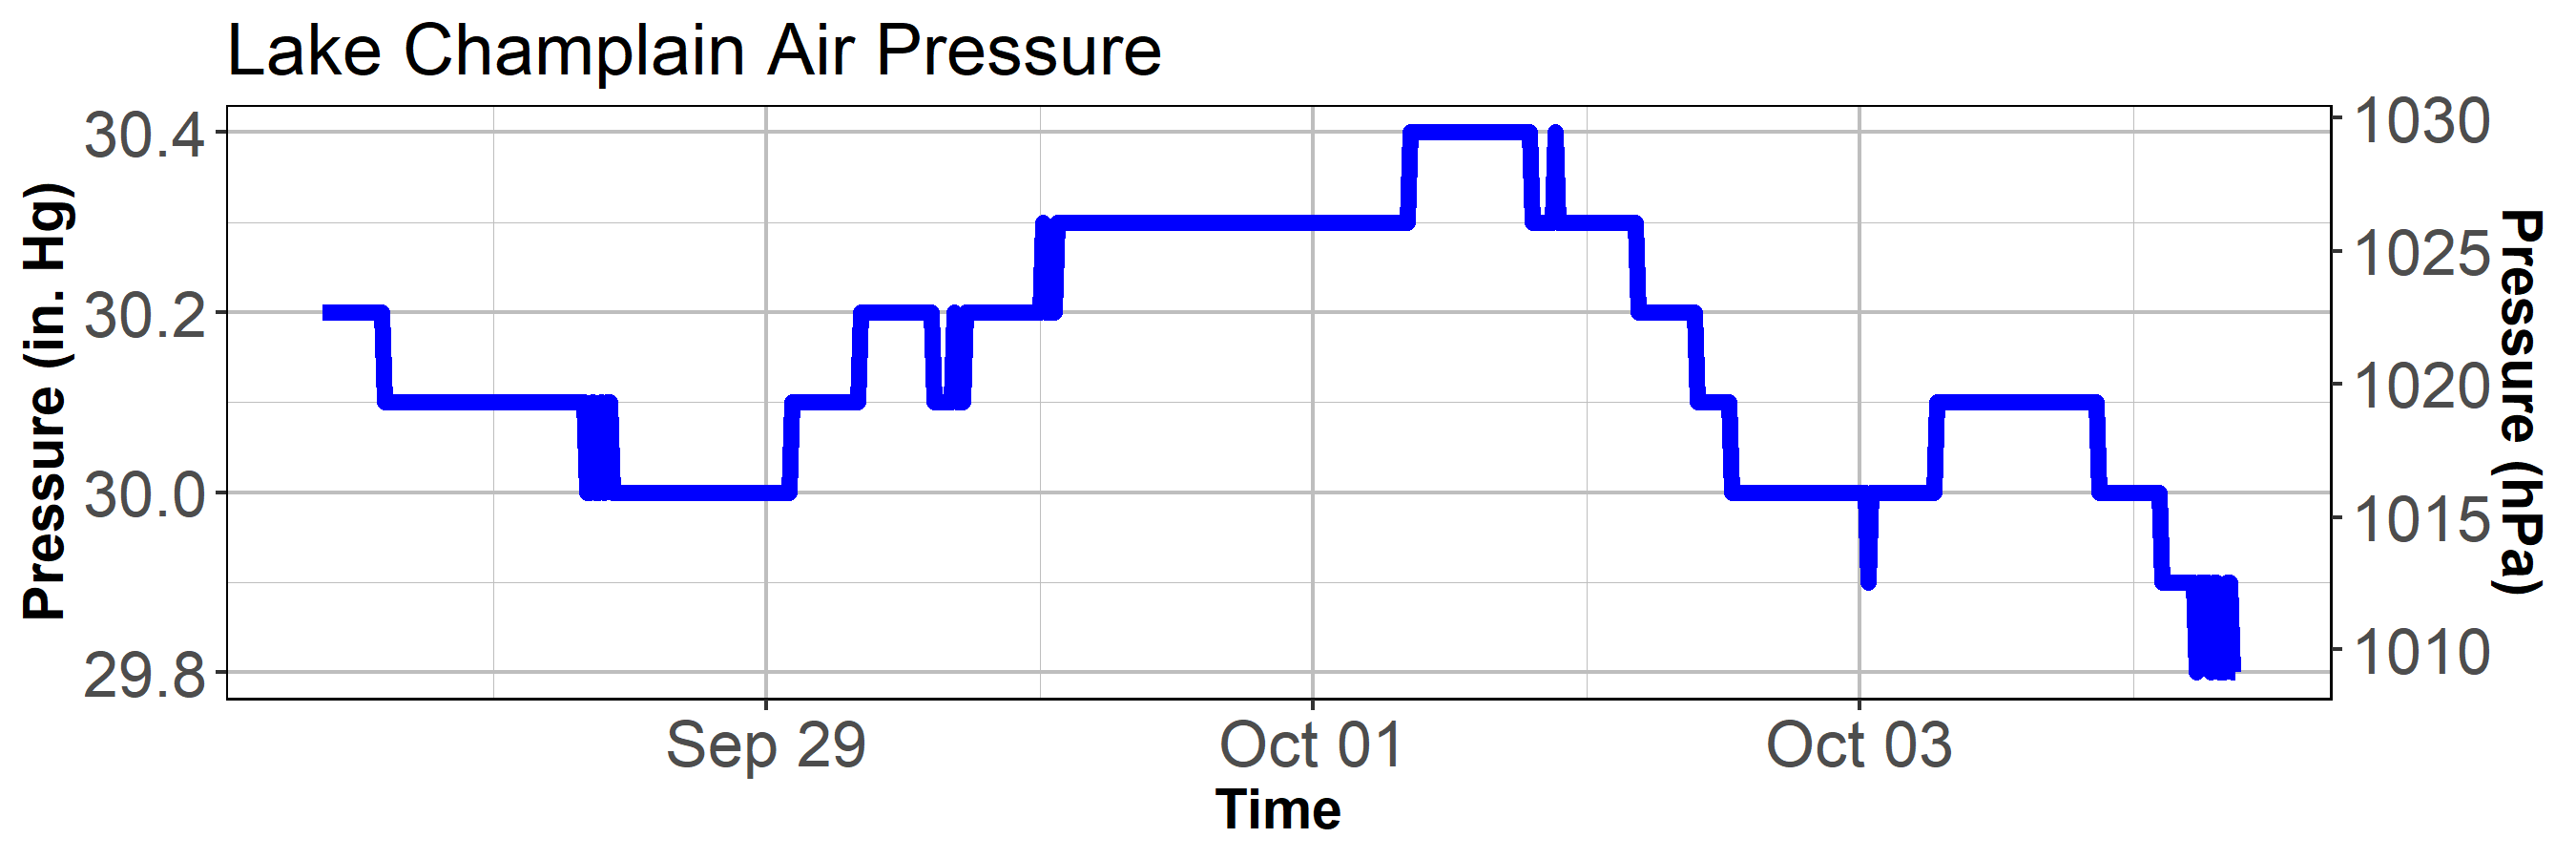 Lake Champlain Air Pressure
30.4
30.2
30.0
29.8
Pressure (in. Hg)
1030
1025
1020
1015
1010
Pressure (hPa)
Sep 29
Oct 01
Oct 03
Time